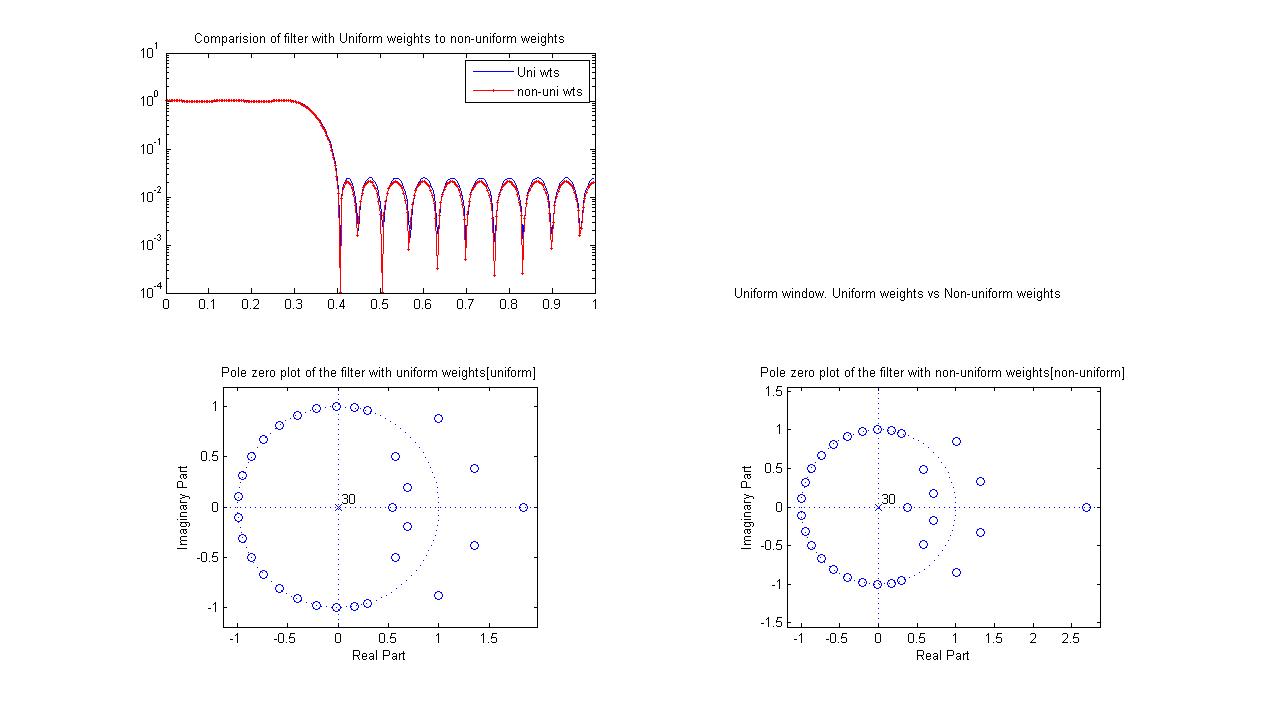 Comparision of filter with Uniform weights to non-uniform weights
10^1
10^0
10^-1
10^-2
10^-3
10^-4
0 0.1 0.2 0.3 0.4 0.5 0.6 0.7 0.8 0.9 1
Uni wts
non-uni wts
Uniform window. Uniform weights vs Non-uniform weights
Pole zero plot of the filter with uniform weights[uniform]
Imaginary Part
1
0.5
0
-0.5
-1
30
-1 -0.5 0 0.5 1 1.5
Real Part
Pole zero plot of the filter with non-uniform weights[non-uniform]
Imaginary Part
1.5
1
0.5
0
-0.5
-1
-1.5
30
-1 -0.5 0 0.5 1 1.5 2 2.5
Real Part